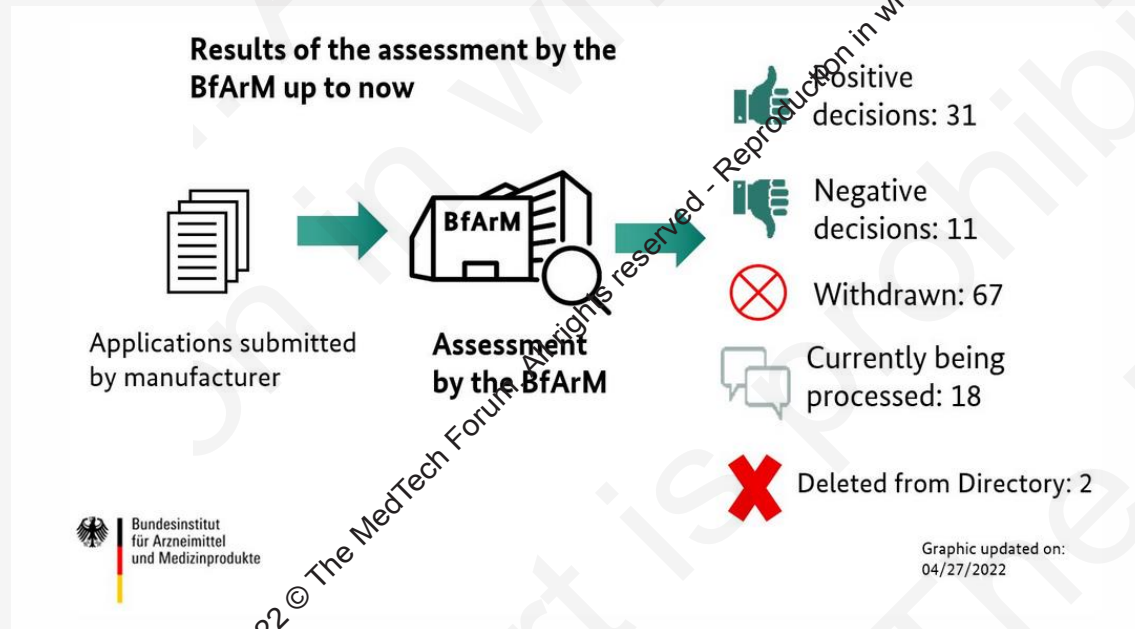 Results of the assessment by the
BfArM up to now
Applications submitted
by manufacturer
BfArM
Assessment
by the BfArM
Positive
decisions: 31
Negative
decisions: 11
Withdrawn: 67
Currently being
processed: 18
Deleted from Directory: 2
Bundesinstitut
für Arzneimittel
und Medizinprodukte
Graphic updated on:
04/27/2022
22 © The MedTech Forum. All rights reserved - Reproduction in w